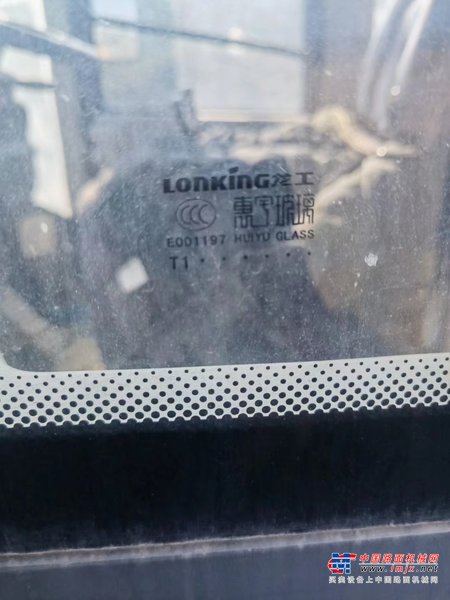 LONKING龙工
CCC 惠宇玻璃
E001197 HUIYU GLASS
T1 · · · · · ·
中国路面机械网
www.lmjx.net
买卖设备上中国路面机械网